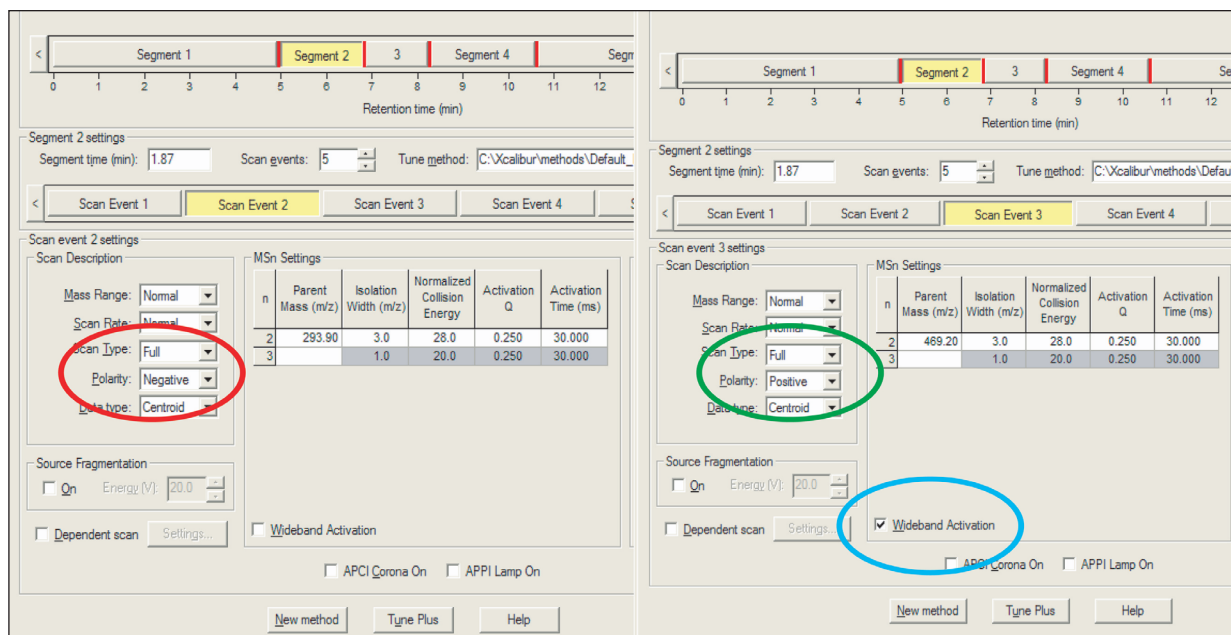 < Segment 1 Segment 2 3 Segment 4 Segm
0 1 2 3 4 5 6 7 8 9 10 11 12
Retention time (min)
Segment 2 settings
Segment time (min): 1.87 Scan events: 5 Tune method: C:\Xcalibur\methods\Default_
< Scan Event 1 Scan Event 2 Scan Event 3 Scan Event 4 S
Scan event 2 settings
Scan Description
Mass Range: Normal
Scan Rate: Normal
Scan Type: Full
Polarity: Negative
Data type: Centroid
MSn Settings
n Parent Mass (m/z) Isolation Width (m/z) Normalized Collision Energy Activation Q Activation Time (ms)
2 293.90 3.0 28.0 0.250 30.000
3 1.0 20.0 0.250 30.000
Source Fragmentation
On Energy (V): 20.0
Dependent scan Settings...
Wideband Activation
APCI Corona On APPI Lamp On
New method Tune Plus Help
< Segment 1 Segment 2 3 Segment 4 Se
0 1 2 3 4 5 6 7 8 9 10 11 12
Retention time (min)
Segment 2 settings
Segment time (min): 1.87 Scan events: 5 Tune method: C:\Xcalibur\methods\Defau
< Scan Event 1 Scan Event 2 Scan Event 3 Scan Event 4
Scan event 3 settings
Scan Description
Mass Range: Normal
Scan Rate: Normal
Scan Type: Full
Polarity: Positive
Data type: Centroid
MSn Settings
n Parent Mass (m/z) Isolation Width (m/z) Normalized Collision Energy Activation Q Activation Time (ms)
2 469.20 3.0 28.0 0.250 30.000
3 1.0 20.0 0.250 30.000
Source Fragmentation
On Energy (V): 20.0
Dependent scan Settings...
Wideband Activation
APCI Corona On APPI Lamp On
New method Tune Plus Help